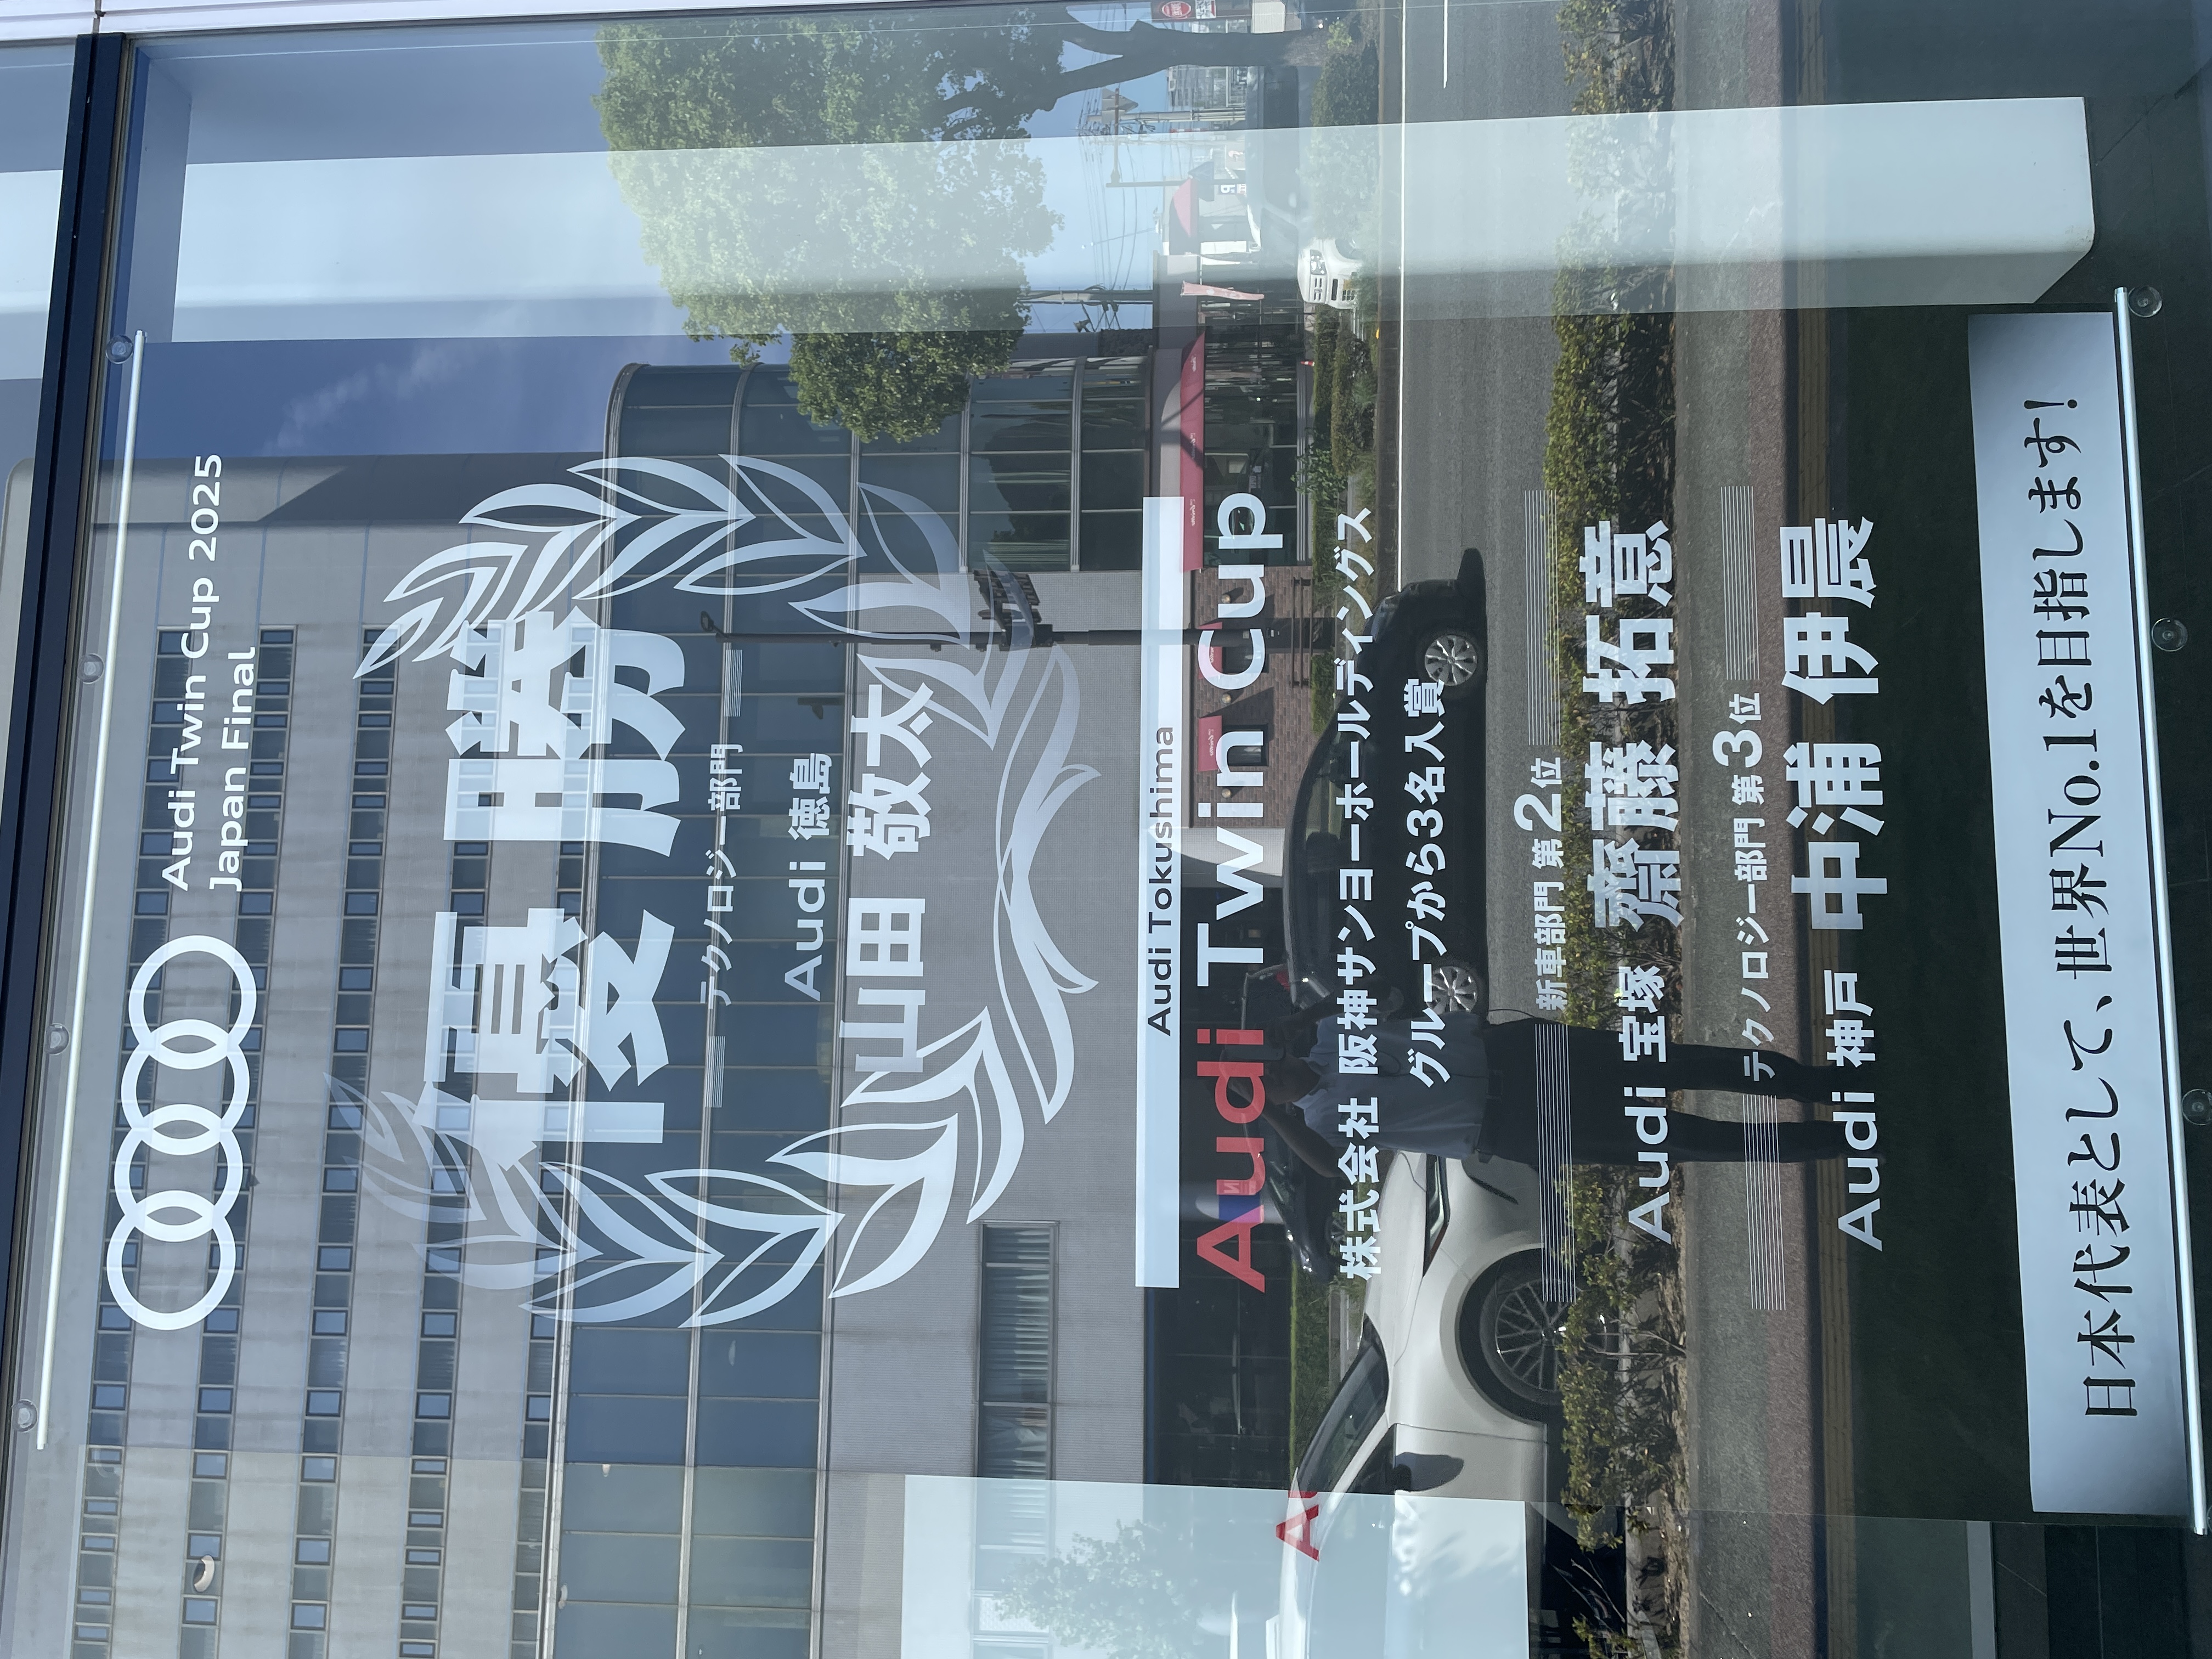 Audi Twin Cup 2025
Japan Final
優勝
テクノロジー部門
Audi 徳島
山田 敬太
Audi Tokushima
Audi Twin Cup
株式会社 阪神サンヨーホールディングス
グループから3名入賞
新車部門 第2位
Audi 宝塚 齋藤 拓意
テクノロジー部門 第3位
Audi 神戸 中浦 伊晨
日本代表として、世界No.1を目指します!